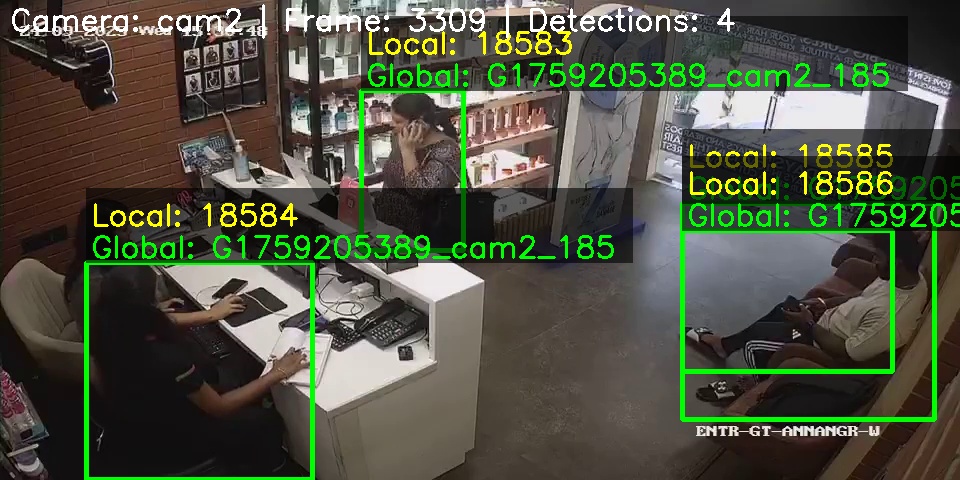 Camera: cam2 | Frame: 3309 | Detections: 4
Local: 18583
Global: G1759205389_cam2_185
Local: 18585
Local: 18586
Global: G1759205
Local: 18584
Global: G1759205389_cam2_185
ENTR-GT-ANNANGR-W